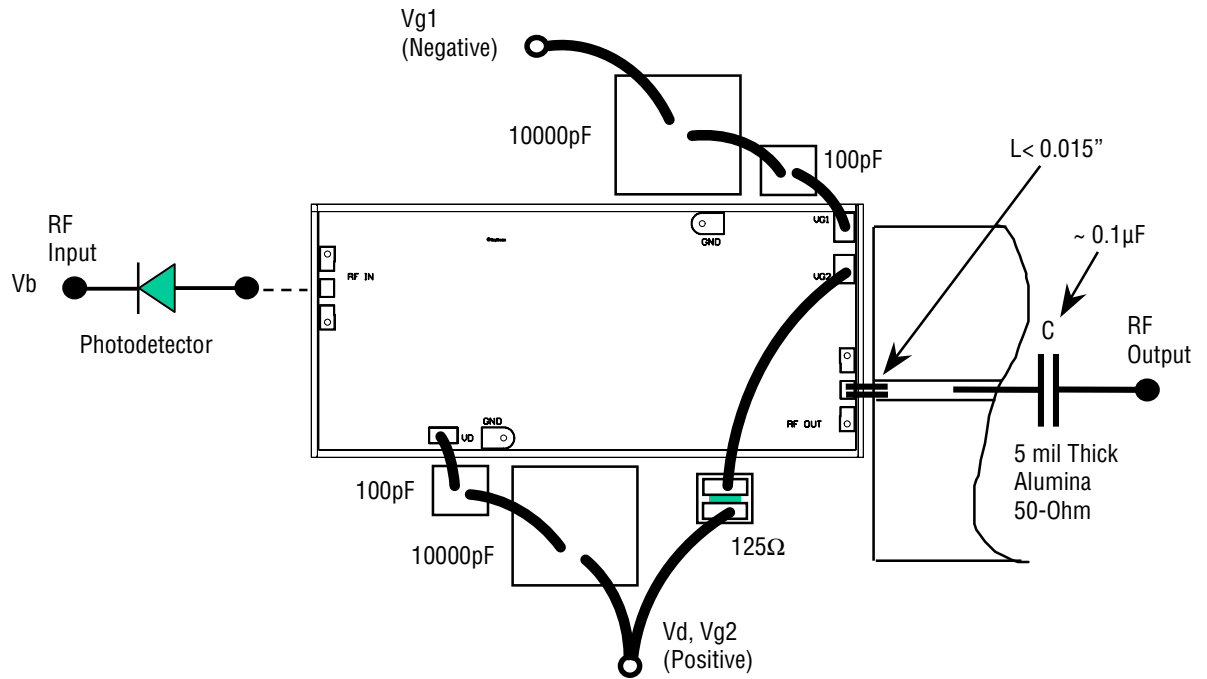 Vg1
(Negative)
10000pF
100pF
L< 0.015”
~ 0.1µF
VG1
GND
RF
Input
Vb
RF IN
VG2
C
RF
Output
Photodetector
GND
VD
RF OUT
5 mil Thick
Alumina
50-Ohm
100pF
10000pF
125Ω
Vd, Vg2
(Positive)